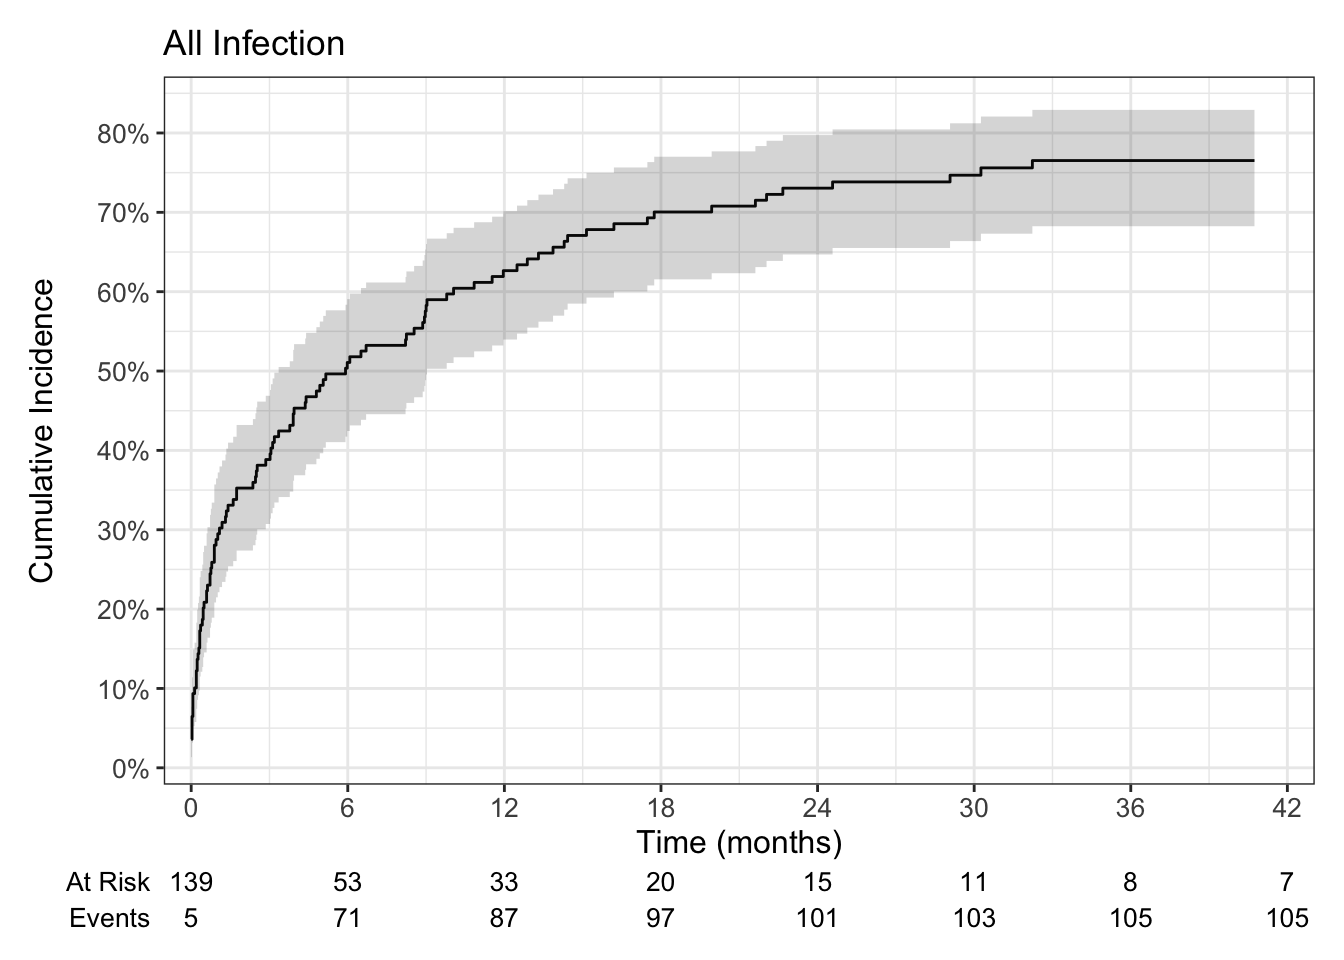 All Infection
80%
70%
60%
50%
40%
30%
20%
10%
0%
Cumulative Incidence
0 6 12 18 24 30 36 42
Time (months)
At Risk 139 53 33 20 15 11 8 7
Events 5 71 87 97 101 103 105 105